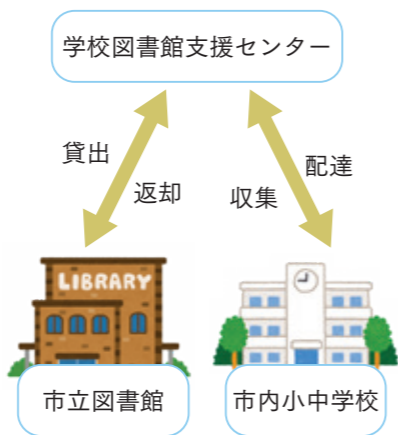 学校図書館支援センター
貸出
返却
配達
収集
LIBRARY
市立図書館
市内小中学校